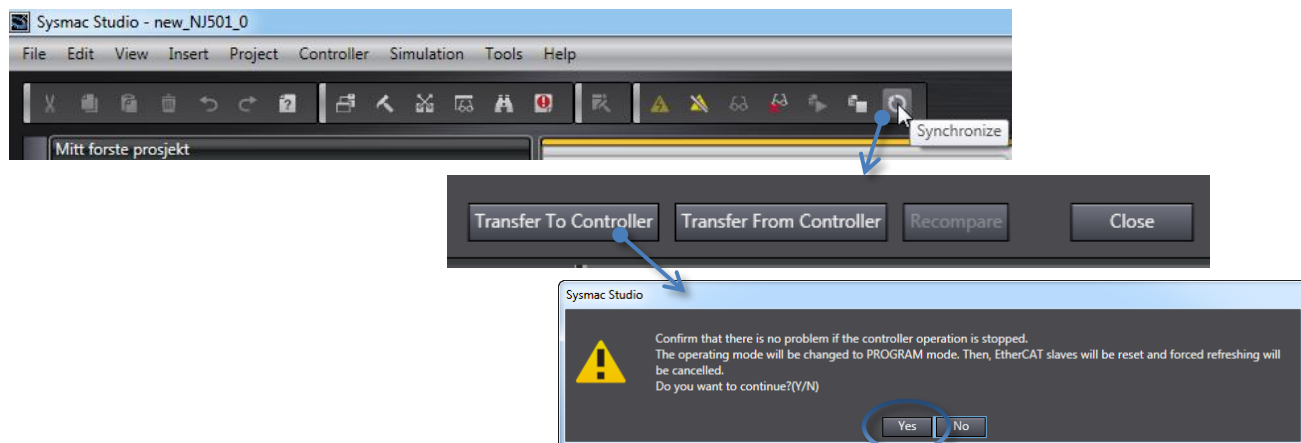 Sysmac Studio - new_NJ501_0
File Edit View Insert Project Controller Simulation Tools Help
Synchronize
Mitt forste prosjekt
Transfer To Controller Transfer From Controller Recompare Close
Sysmac Studio
Confirm that there is no problem if the controller operation is stopped.
The operating mode will be changed to PROGRAM mode. Then, EtherCAT slaves will be reset and forced refreshing will
be cancelled.
Do you want to continue?(Y/N)
Yes No